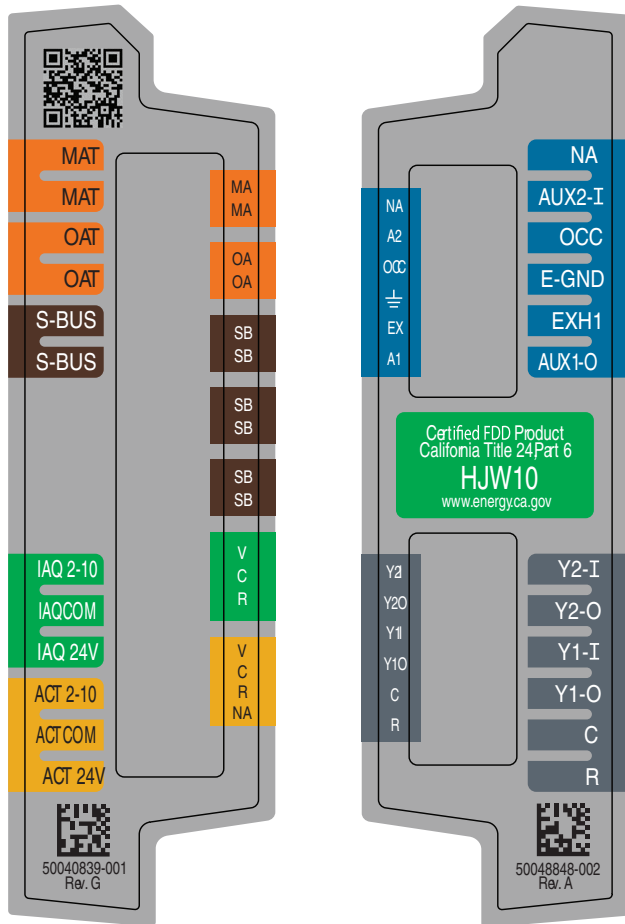 MAT
MAT
OAT
OAT
S-BUS
S-BUS
IAQ 2-10
IAQCOM
IAQ 24V
ACT 2-10
ACTCOM
ACT 24V
50040839-001
Rev. G
MA
MA
OA
OA
SB
SB
SB
SB
SB
SB
V
C
R
V
C
R
NA
NA
A2
OCC
EX
A1
NA
AUX2-I
OCC
E-GND
EXH1
AUX1-O
Certified FDD Product
California Title 24,Part 6
HJW10
www.energy.ca.gov
Y2I
Y2O
Y1I
Y1O
C
R
Y2-I
Y2-O
Y1-I
Y1-O
C
R
50048848-002
Rev. A